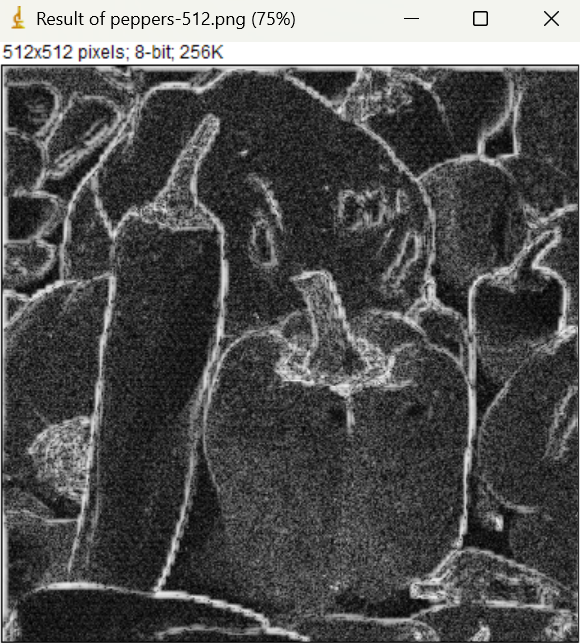 Result of peppers-512.png (75%)
512x512 pixels; 8-bit; 256K